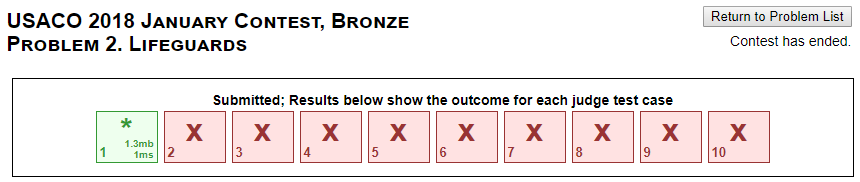 USACO 2018 January Contest, Bronze
Problem 2. Lifeguards
Return to Problem List
Contest has ended.
Submitted; Results below show the outcome for each judge test case
* 1 1.3mb 1ms
X 2
X 3
X 4
X 5
X 6
X 7
X 8
X 9
X 10